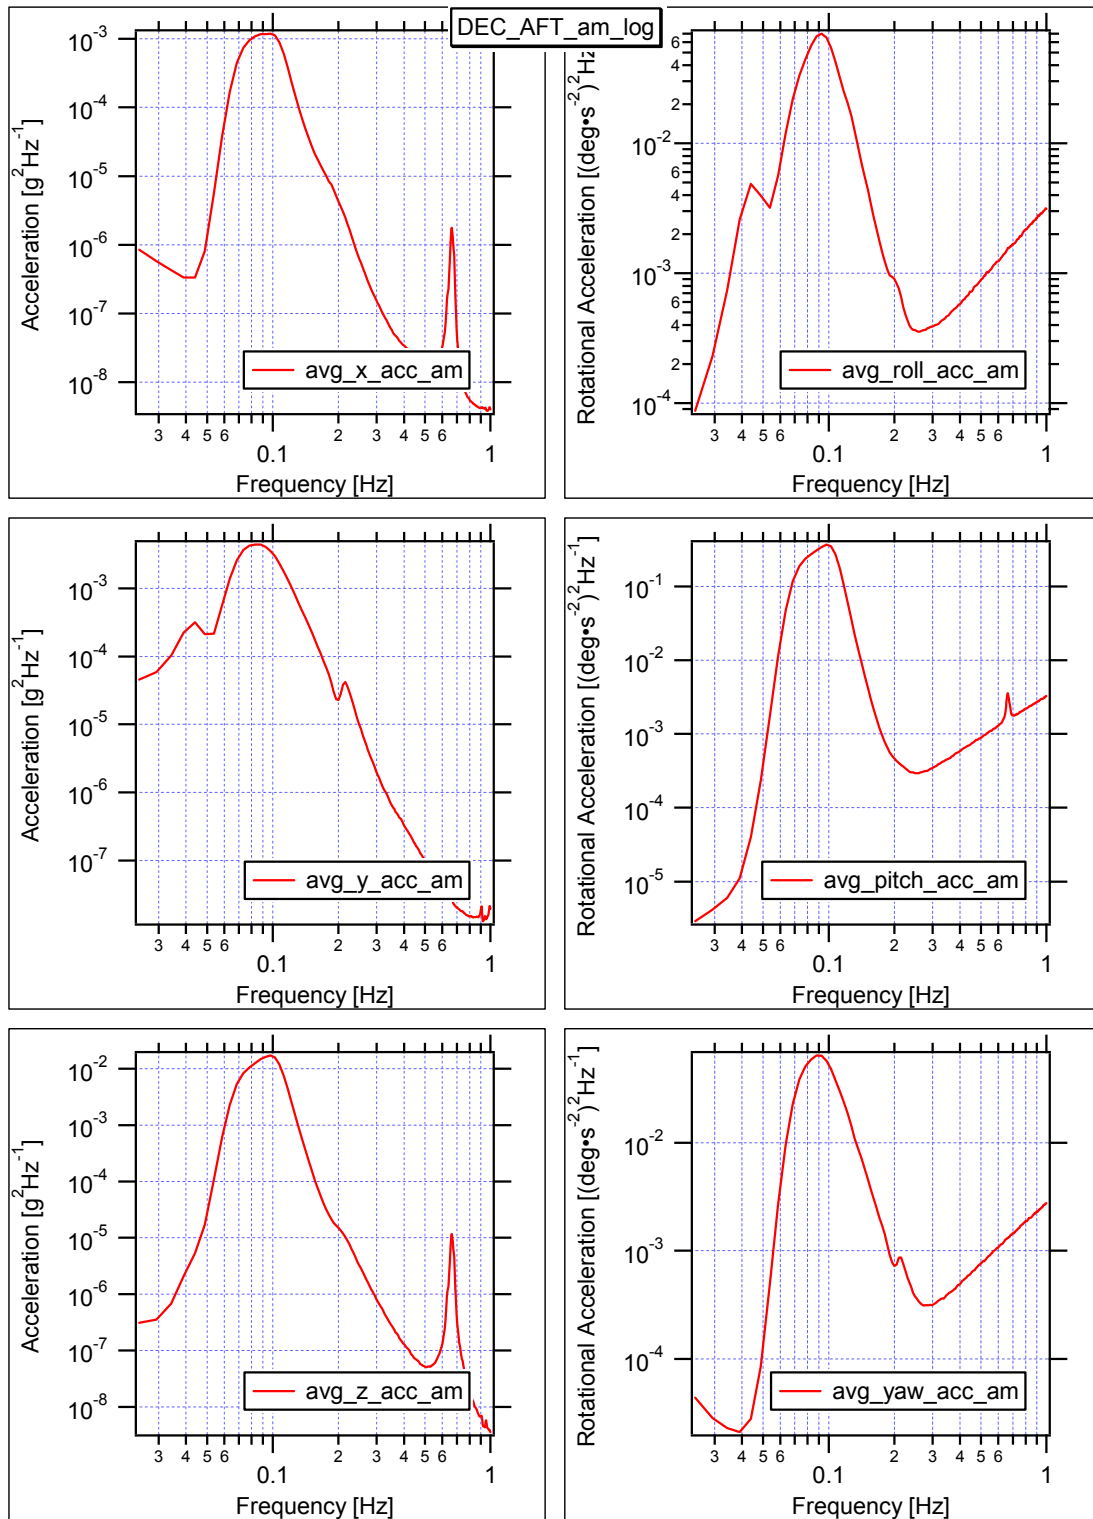 DEC_AFT_am_log
Acceleration [g²Hz⁻¹]
10⁻³
10⁻⁴
10⁻⁵
10⁻⁶
10⁻⁷
10⁻⁸
avg_x_acc_am
3 4 5 6 2 3 4 5 6
0.1 1
Frequency [Hz]
Rotational Acceleration [(deg•s⁻²)²Hz⁻¹]
6
4
2
10⁻²
6
4
2
10⁻³
6
4
2
10⁻⁴
avg_roll_acc_am
3 4 5 6 2 3 4 5 6
0.1 1
Frequency [Hz]
Acceleration [g²Hz⁻¹]
10⁻³
10⁻⁴
10⁻⁵
10⁻⁶
10⁻⁷
avg_y_acc_am
3 4 5 6 2 3 4 5 6
0.1 1
Frequency [Hz]
Rotational Acceleration [(deg•s⁻²)²Hz⁻¹]
10⁻¹
10⁻²
10⁻³
10⁻⁴
10⁻⁵
avg_pitch_acc_am
3 4 5 6 2 3 4 5 6
0.1 1
Frequency [Hz]
Acceleration [g²Hz⁻¹]
10⁻²
10⁻³
10⁻⁴
10⁻⁵
10⁻⁶
10⁻⁷
10⁻⁸
avg_z_acc_am
3 4 5 6 2 3 4 5 6
0.1 1
Frequency [Hz]
Rotational Acceleration [(deg•s⁻²)²Hz⁻¹]
10⁻²
10⁻³
10⁻⁴
avg_yaw_acc_am
3 4 5 6 2 3 4 5 6
0.1 1
Frequency [Hz]